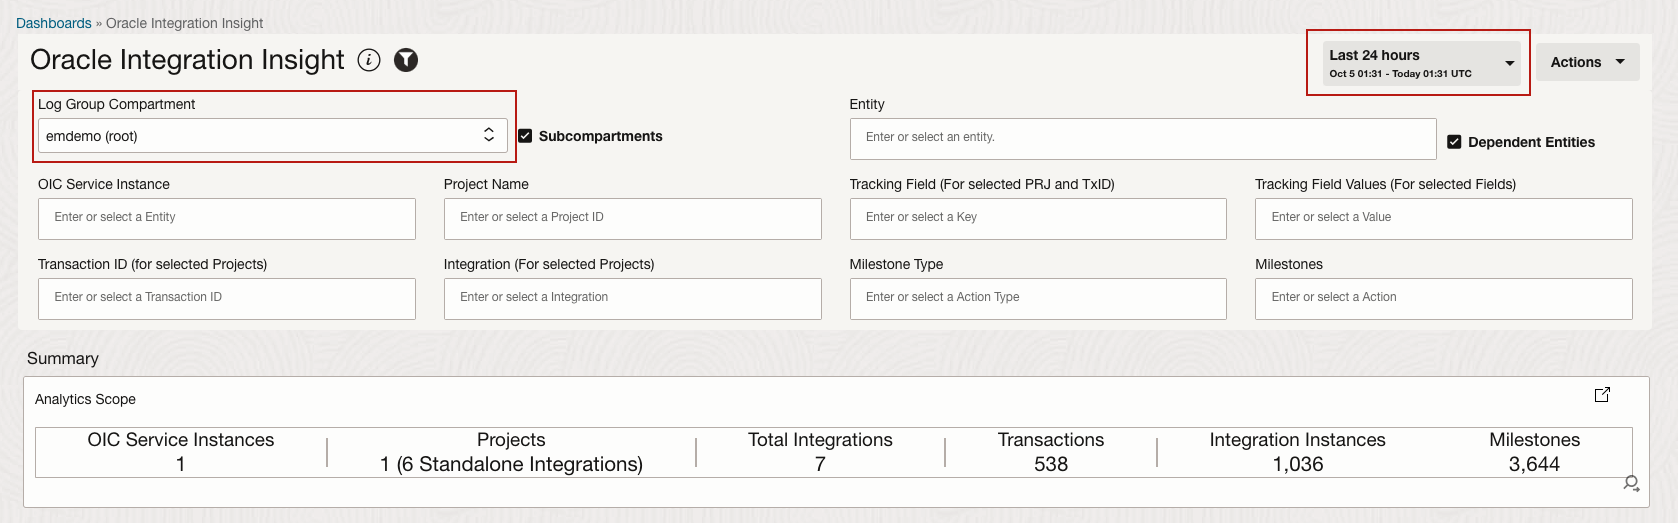 Dashboards » Oracle Integration Insight
Oracle Integration Insight
Last 24 hours
Oct 5 01:31 - Today 01:31 UTC
Actions
Log Group Compartment
emdemo (root)
Subcompartments
Entity
Enter or select an entity.
Dependent Entities
OIC Service Instance
Enter or select a Entity
Project Name
Enter or select a Project ID
Tracking Field (For selected PRJ and TxID)
Enter or select a Key
Tracking Field Values (For selected Fields)
Enter or select a Value
Transaction ID (for selected Projects)
Enter or select a Transaction ID
Integration (For selected Projects)
Enter or select a Integration
Milestone Type
Enter or select a Action Type
Milestones
Enter or select a Action
Summary
Analytics Scope
OIC Service Instances
1
Projects
1 (6 Standalone Integrations)
Total Integrations
7
Transactions
538
Integration Instances
1,036
Milestones
3,644